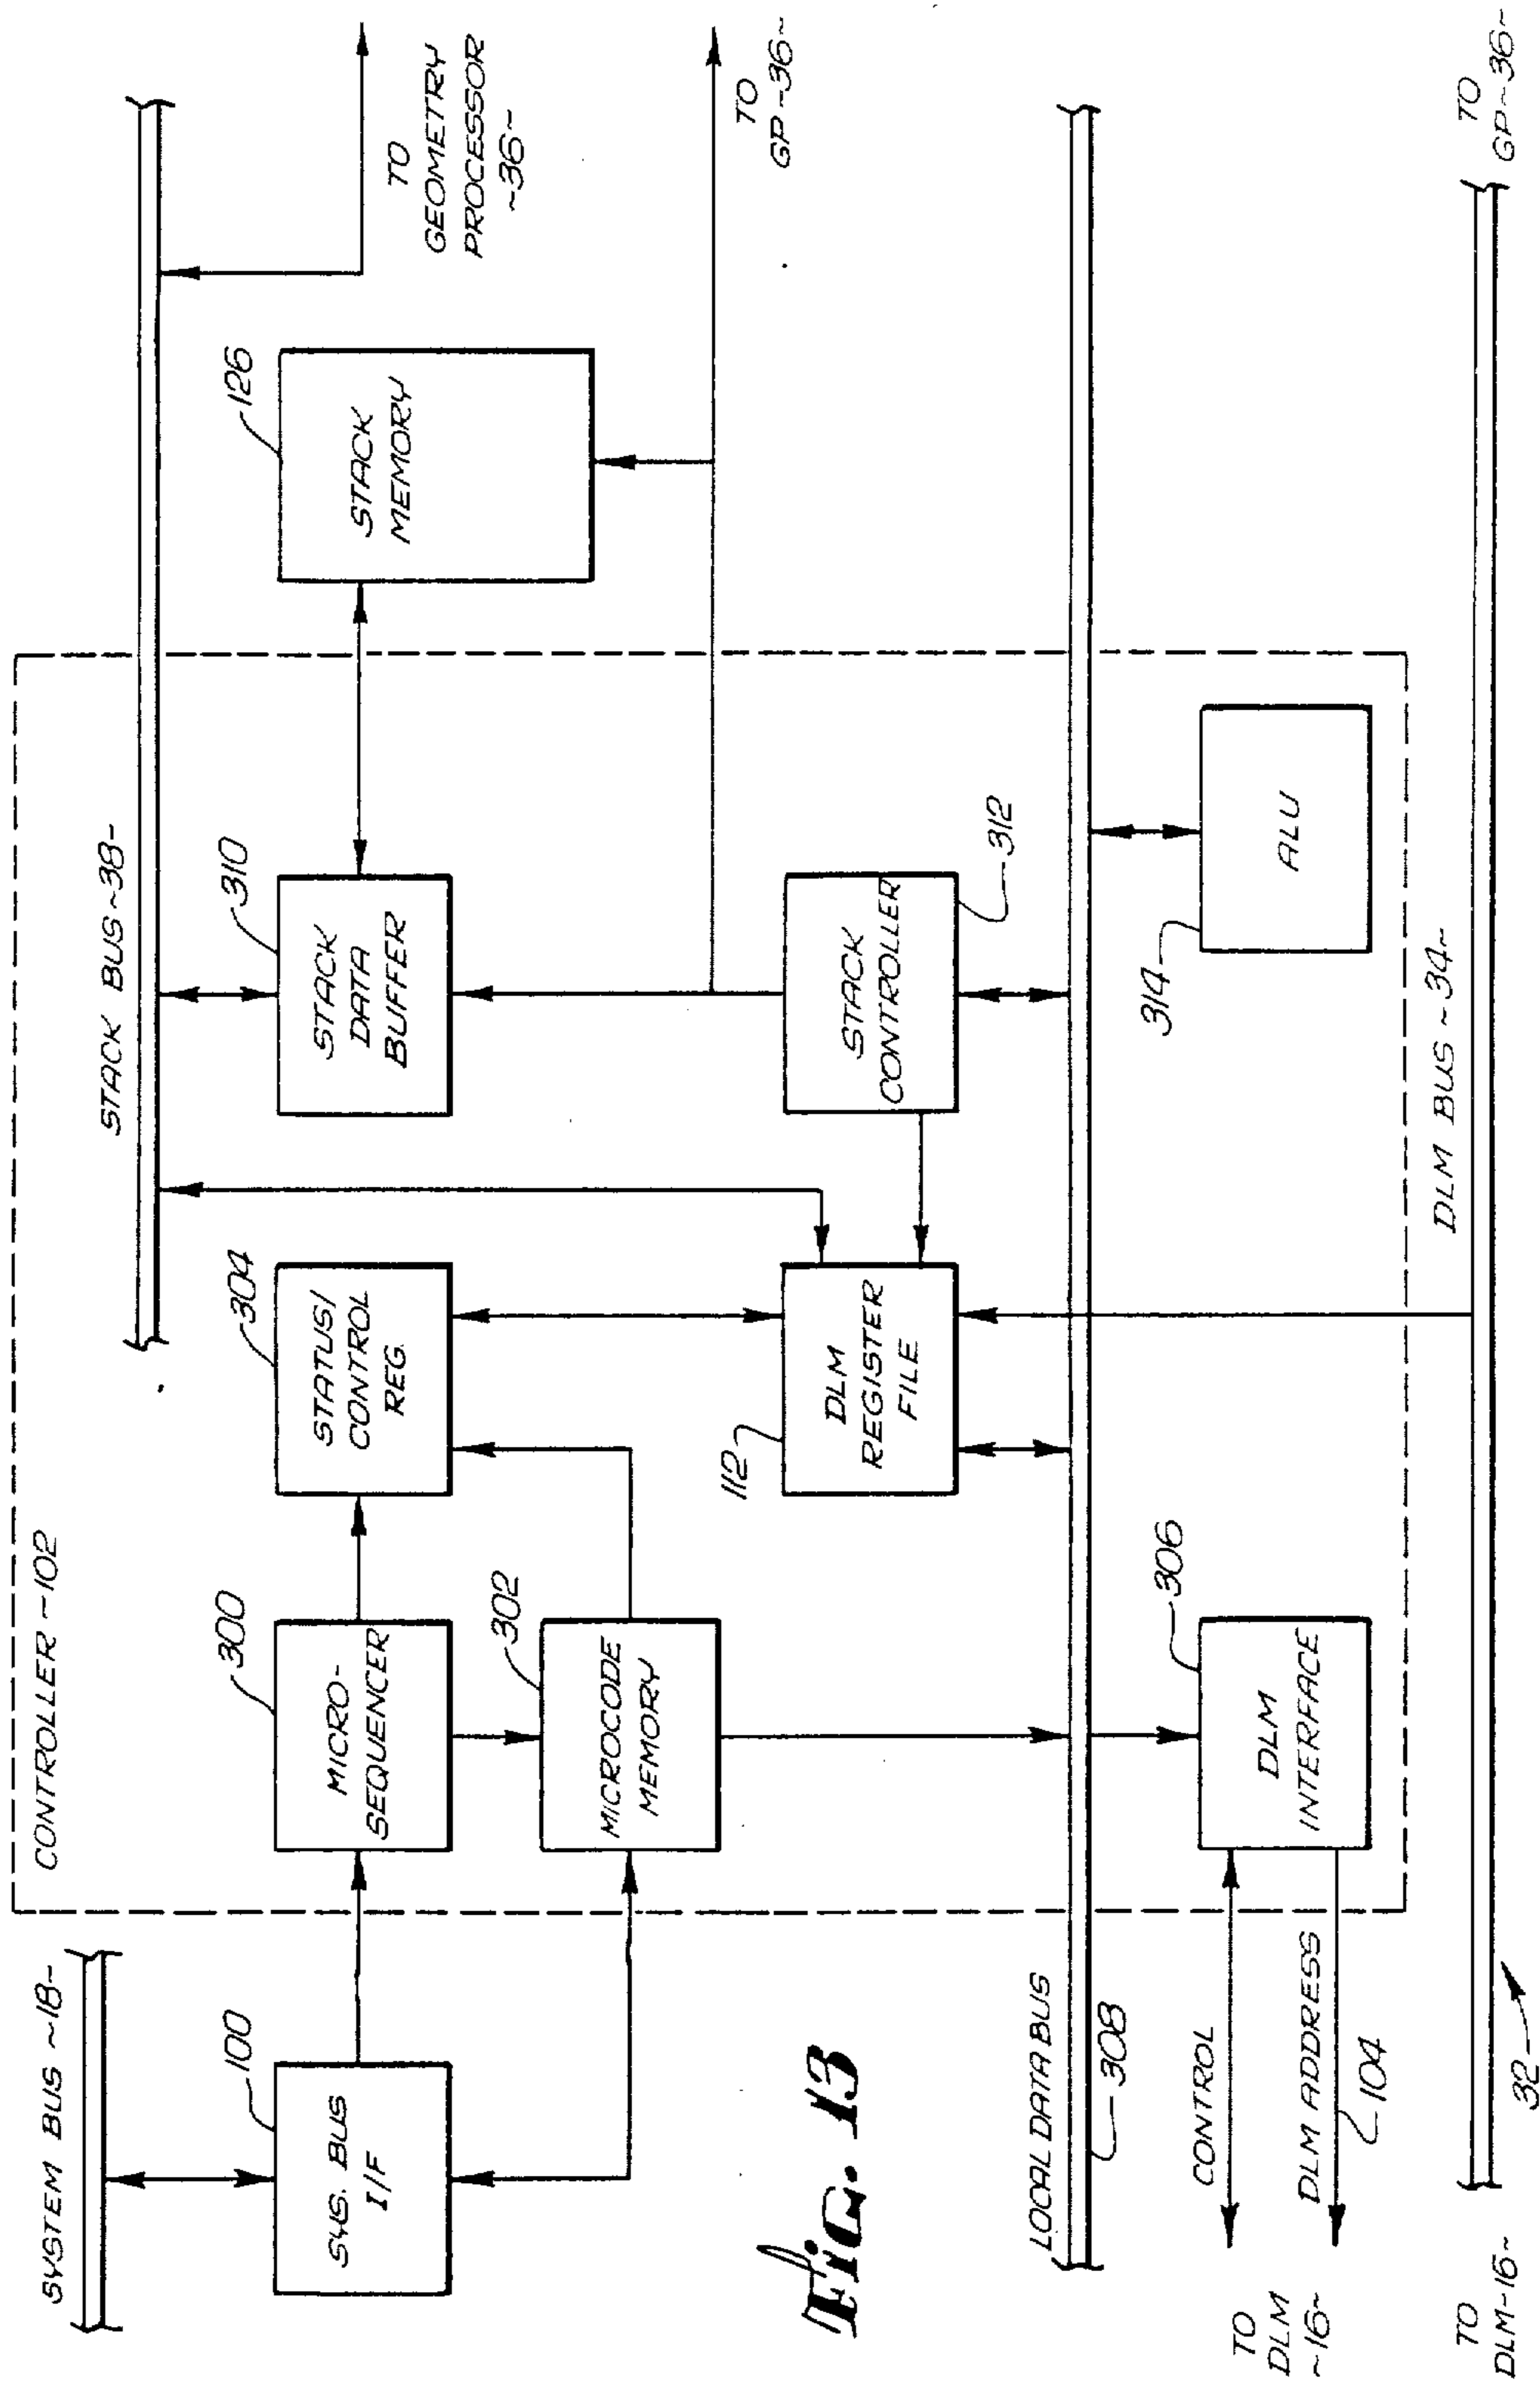 SYSTEM BUS ~18~
CONTROLLER ~102
STACK BUS ~38~
100
SYS. BUS
I/F
300
MICRO-
SEQUENCER
304
STATUS/
CONTROL
REG.
310
STACK
DATA
BUFFER
126
STACK
MEMORY
TO
GEOMETRY
PROCESSOR
~36~
302
MICROCODE
MEMORY
TO
GP~36~
112
DLM
REGISTER
FILE
STACK
CONTROLLER
312
Fig. 13
LOCAL DATA BUS
308
306
DLM
INTERFACE
314
ALU
CONTROL
DLM ADDRESS
104
TO
DLM
~16~
DLM BUS ~34~
TO
DLM~16~
32
TO
GP~36~